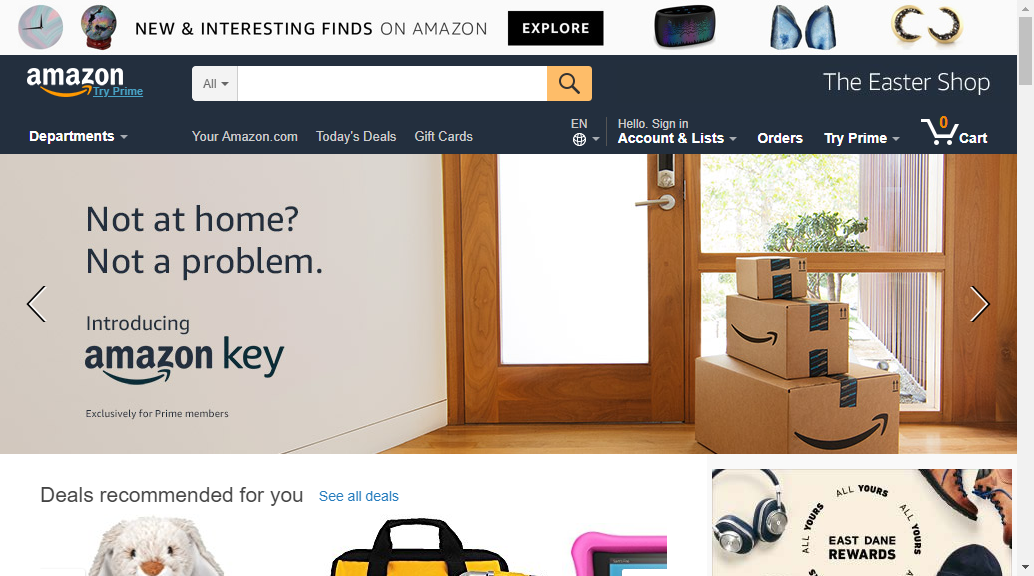 NEW & INTERESTING FINDS ON AMAZON
EXPLORE
amazon
Try Prime
All
The Easter Shop
Departments
Your Amazon.com
Today's Deals
Gift Cards
EN
Hello. Sign in
Account & Lists
Orders
Try Prime
0
Cart
Not at home?
Not a problem.
Introducing
amazon key
Exclusively for Prime members
Deals recommended for you
See all deals
ALL YOURS
ALL YOURS
ALL YOURS
EAST DANE
REWARDS